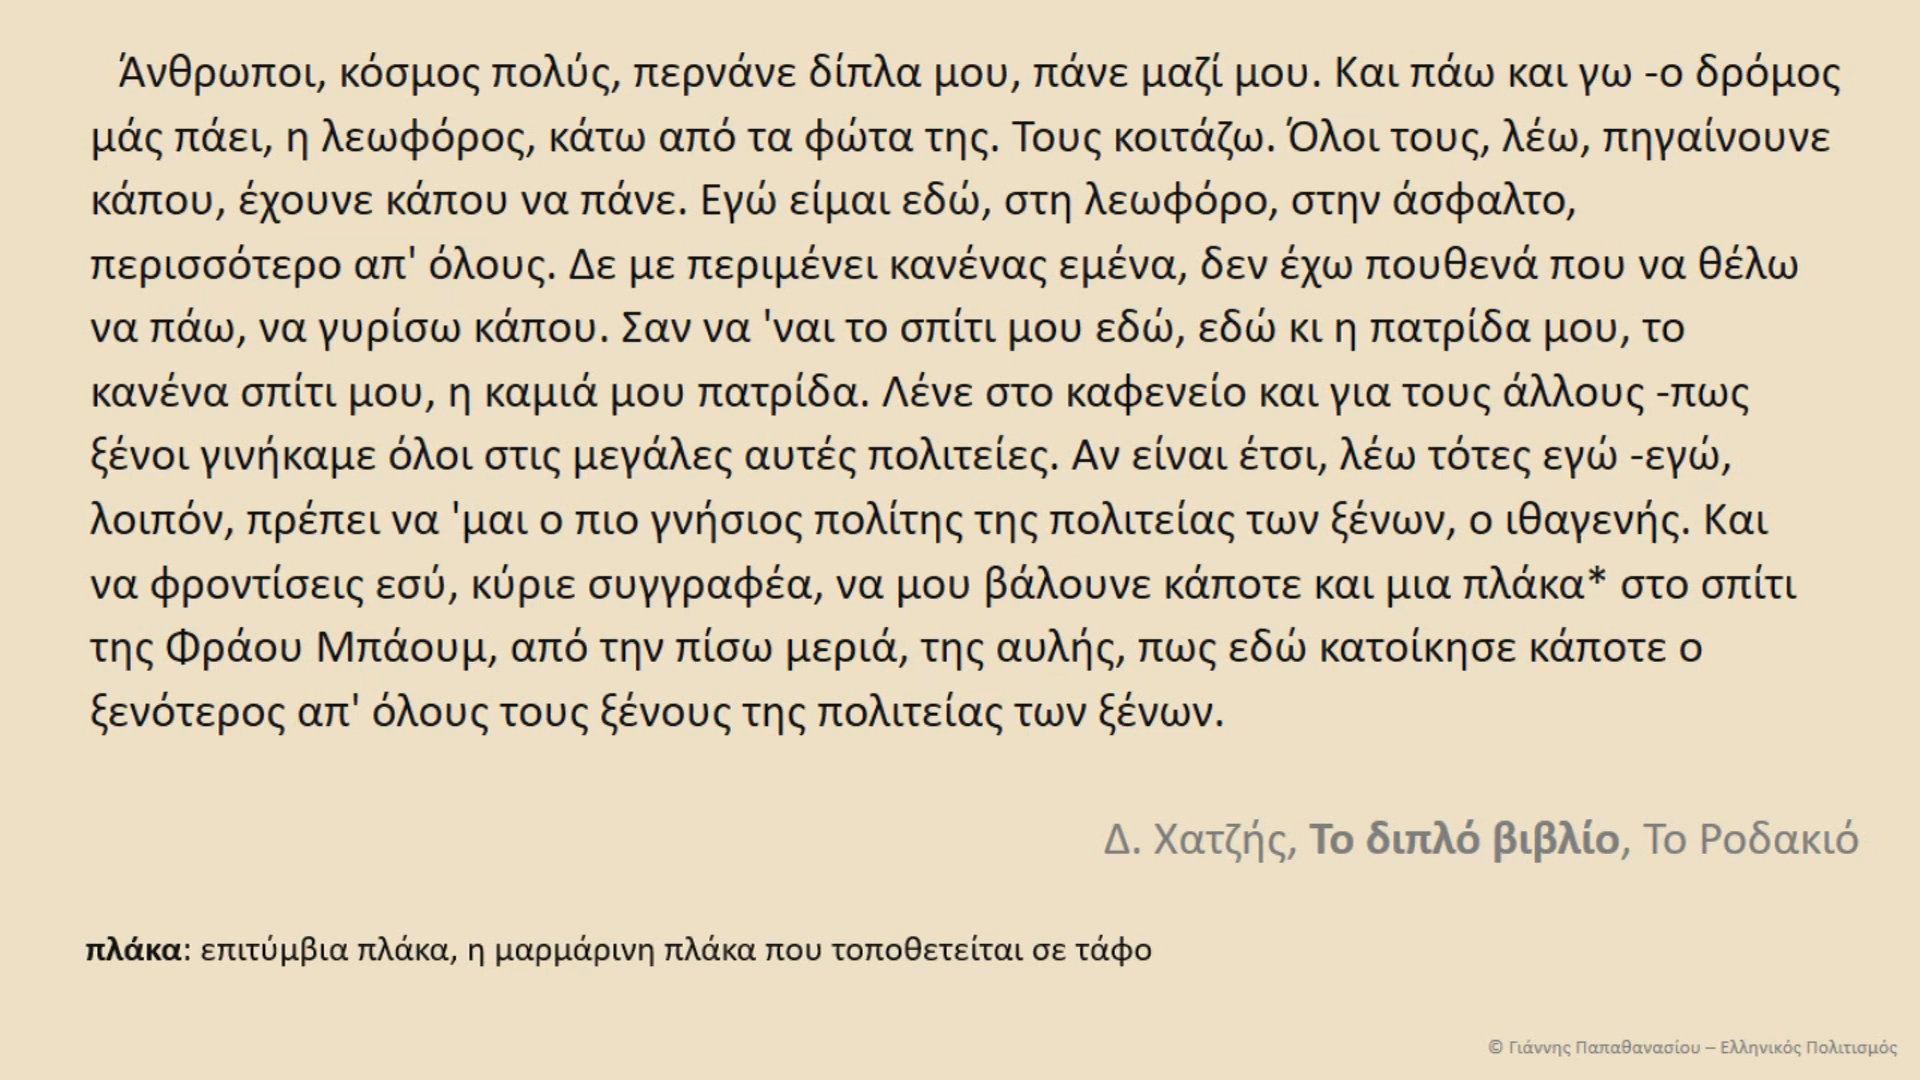 Άνθρωποι, κόσμος πολύς, περνάνε δίπλα μου, πάνε μαζί μου. Και πάω και γω -ο δρόμος
μάς πάει, η λεωφόρος, κάτω από τα φώτα της. Τους κοιτάζω. Όλοι τους, λέω, πηγαίνουνε
κάπου, έχουνε κάπου να πάνε. Εγώ είμαι εδώ, στη λεωφόρο, στην άσφαλτο,
περισσότερο απ' όλους. Δε με περιμένει κανένας εμένα, δεν έχω πουθενά που να θέλω
να πάω, να γυρίσω κάπου. Σαν να 'ναι το σπίτι μου εδώ, εδώ κι η πατρίδα μου, το
κανένα σπίτι μου, η καμιά μου πατρίδα. Λένε στο καφενείο και για τους άλλους -πως
ξένοι γινήκαμε όλοι στις μεγάλες αυτές πολιτείες. Αν είναι έτσι, λέω τότες εγώ -εγώ,
λοιπόν, πρέπει να 'μαι ο πιο γνήσιος πολίτης της πολιτείας των ξένων, ο ιθαγενής. Και
να φροντίσεις εσύ, κύριε συγγραφέα, να μου βάλουνε κάποτε και μια πλάκα* στο σπίτι
της Φράου Μπάουμ, από την πίσω μεριά, της αυλής, πως εδώ κατοίκησε κάποτε ο
ξενότερος απ' όλους τους ξένους της πολιτείας των ξένων.
Δ. Χατζής, Το διπλό βιβλίο, Το Ροδακιό
πλάκα: επιτύμβια πλάκα, η μαρμάρινη πλάκα που τοποθετείται σε τάφο
© Γιάννης Παπαθανασίου – Ελληνικός Πολιτισμός